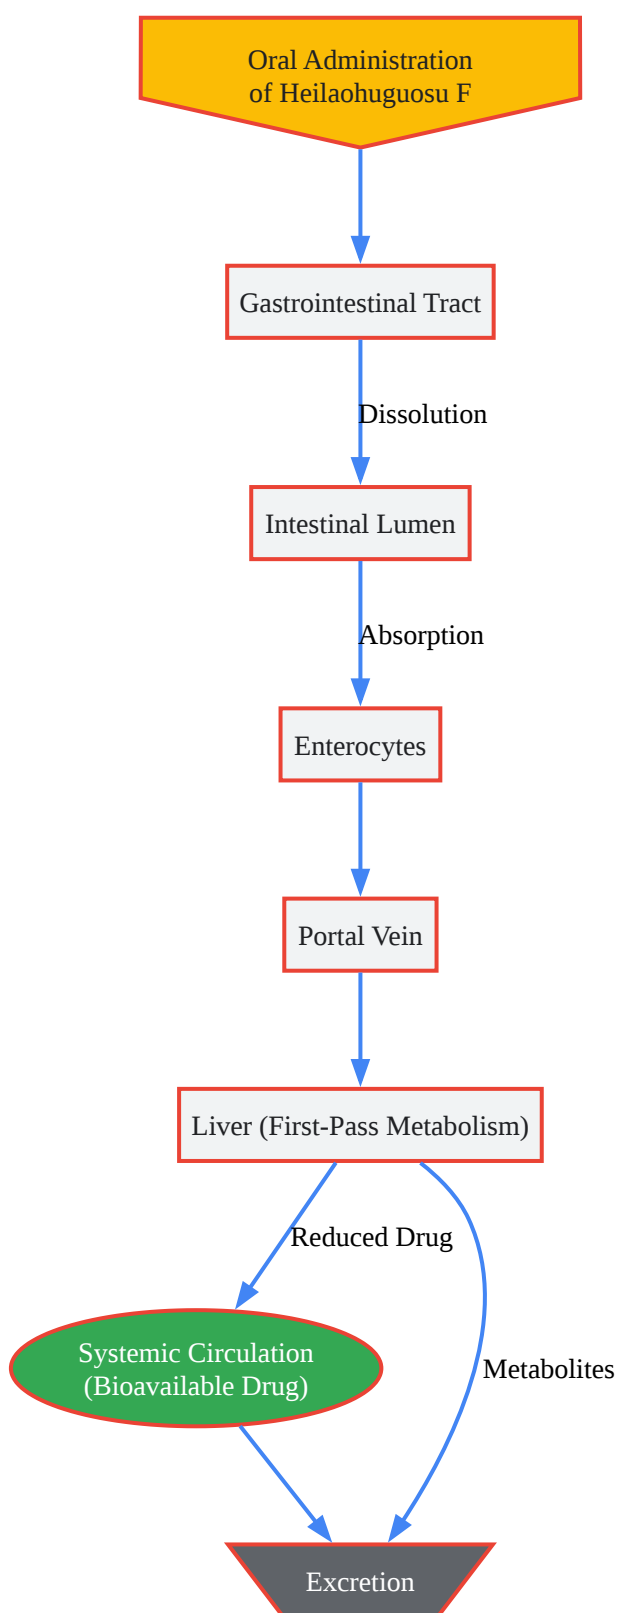 Oral Administration
of Heilaohuguosu F
Gastrointestinal Tract
Dissolution
Intestinal Lumen
Absorption
Enterocytes
Portal Vein
Liver (First-Pass Metabolism)
Reduced Drug
Systemic Circulation
(Bioavailable Drug)
Metabolites
Excretion